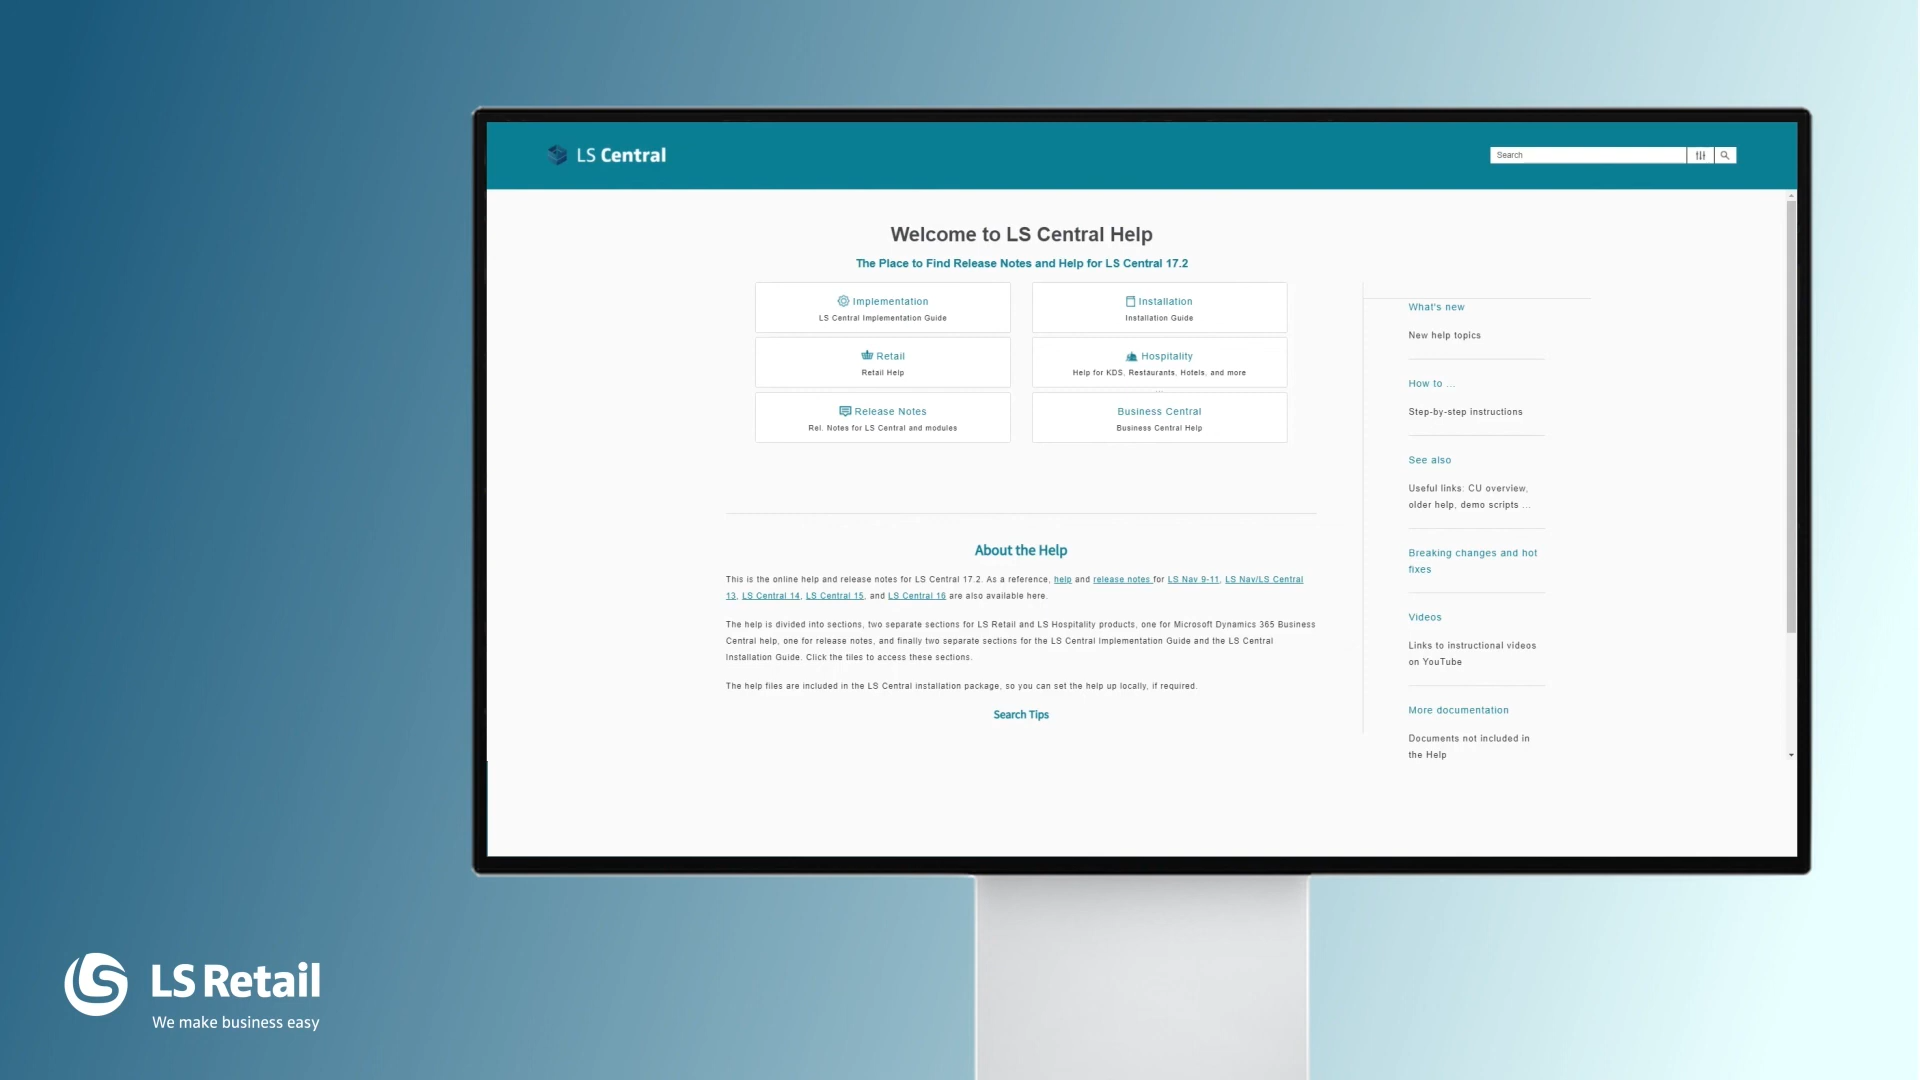 LS Central
Search
Welcome to LS Central Help
The Place to Find Release Notes and Help for LS Central 17.2
Implementation
LS Central Implementation Guide
Installation
Installation Guide
Retail
Retail Help
Hospitality
Help for KDS, Restaurants, Hotels, and more
...
Release Notes
Rel. Notes for LS Central and modules
Business Central
Business Central Help
About the Help
This is the online help and release notes for LS Central 17.2. As a reference, help and release notes for LS Nav 9-11, LS Nav/LS Central
13, LS Central 14, LS Central 15, and LS Central 16 are also available here.
The help is divided into sections, two separate sections for LS Retail and LS Hospitality products, one for Microsoft Dynamics 365 Business
Central help, one for release notes, and finally two separate sections for the LS Central Implementation Guide and the LS Central
Installation Guide. Click the tiles to access these sections.
The help files are included in the LS Central installation package, so you can set the help up locally, if required.
Search Tips
What's new
New help topics
How to ...
Step-by-step instructions
See also
Useful links: CU overview,
older help, demo scripts ...
Breaking changes and hot
fixes
Videos
Links to instructional videos
on YouTube
More documentation
Documents not included in
the Help
LS Retail
We make business easy